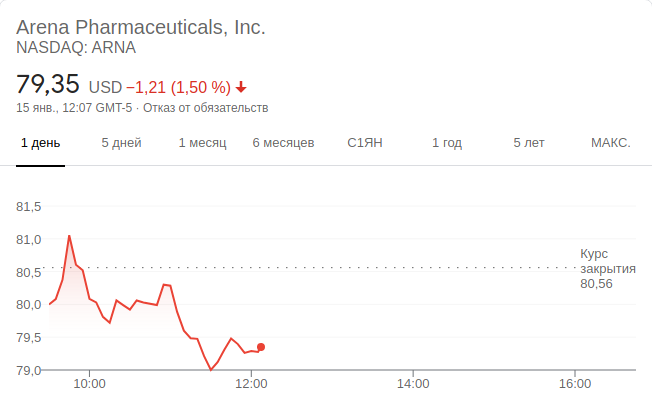 Arena Pharmaceuticals, Inc.
NASDAQ: ARNA
79,35 USD −1,21 (1,50 %)
15 янв., 12:07 GMT-5 · Отказ от обязательств
1 день 5 дней 1 месяц 6 месяцев С1ЯН 1 год 5 лет МАКС.
81,5
81,0
Курс
закрытия
80,56
80,5
80,0
79,5
79,0
10:00 12:00 14:00 16:00